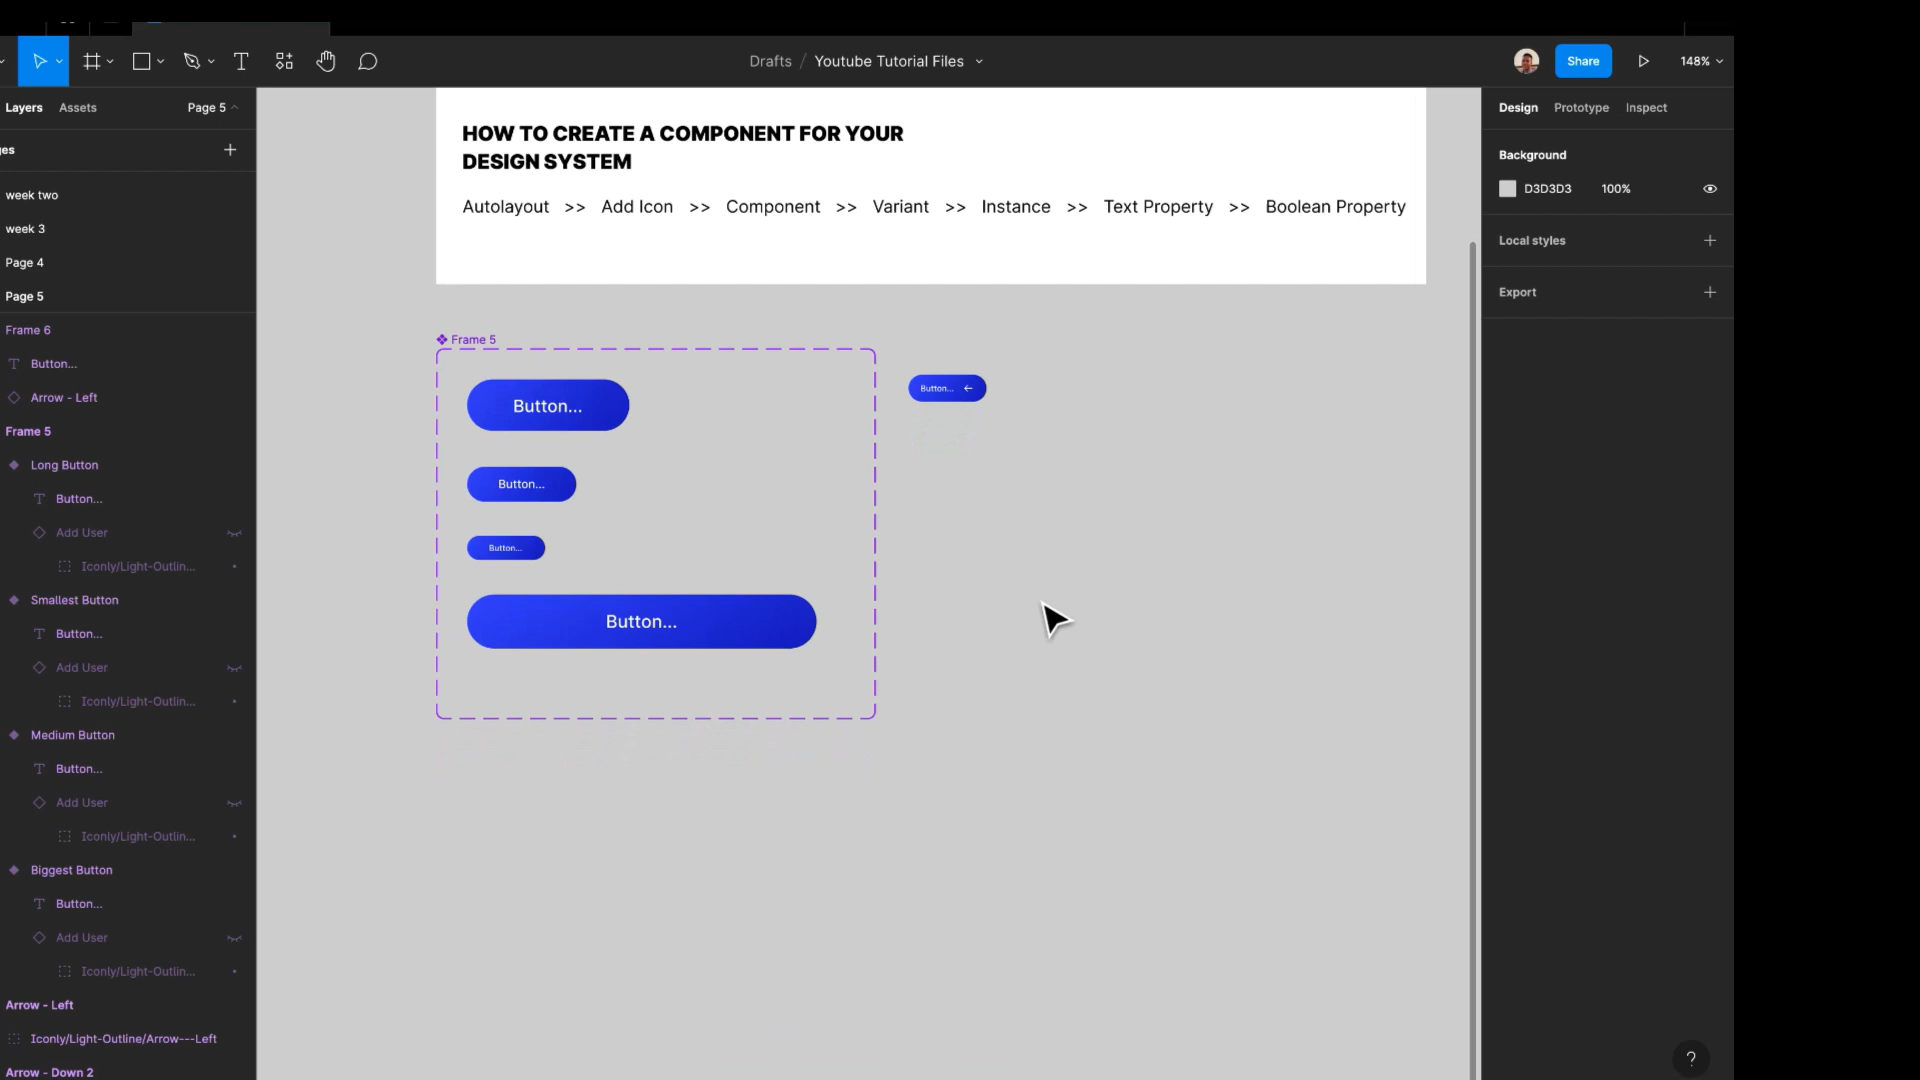 Drafts / Youtube Tutorial Files
Share
148%
Layers Assets Page 5
ges
week two
week 3
Page 4
Page 5
Frame 6
Button...
Arrow - Left
Frame 5
Long Button
Button...
Add User
Iconly/Light-Outlin...
Smallest Button
Button...
Add User
Iconly/Light-Outlin...
Medium Button
Button...
Add User
Iconly/Light-Outlin...
Biggest Button
Button...
Add User
Iconly/Light-Outlin...
Arrow - Left
Iconly/Light-Outline/Arrow---Left
Arrow - Down 2
HOW TO CREATE A COMPONENT FOR YOUR
DESIGN SYSTEM
Autolayout >> Add Icon >> Component >> Variant >> Instance >> Text Property >> Boolean Property
Frame 5
Button...
Button...
Button...
Button...
Button...
Design Prototype Inspect
Background
D3D3D3 100%
Local styles
Export
?